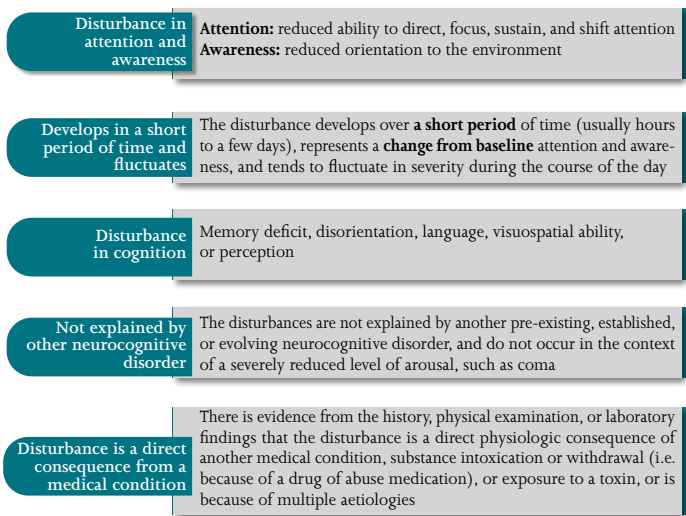 Disturbance in
attention and
awareness
Attention: reduced ability to direct, focus, sustain, and shift attention
Awareness: reduced orientation to the environment
Develops in a short
period of time and
fluctuates
The disturbance develops over a short period of time (usually hours
to a few days), represents a change from baseline attention and aware-
ness, and tends to fluctuate in severity during the course of the day
Disturbance
in cognition
Memory deficit, disorientation, language, visuospatial ability,
or perception
Not explained by
other neurocognitive
disorder
The disturbances are not explained by another pre-existing, established,
or evolving neurocognitive disorder, and do not occur in the context
of a severely reduced level of arousal, such as coma
Disturbance is a direct
consequence from a
medical condition
There is evidence from the history, physical examination, or laboratory
findings that the disturbance is a direct physiologic consequence of
another medical condition, substance intoxication or withdrawal (i.e.
because of a drug of abuse medication), or exposure to a toxin, or is
because of multiple aetiologies